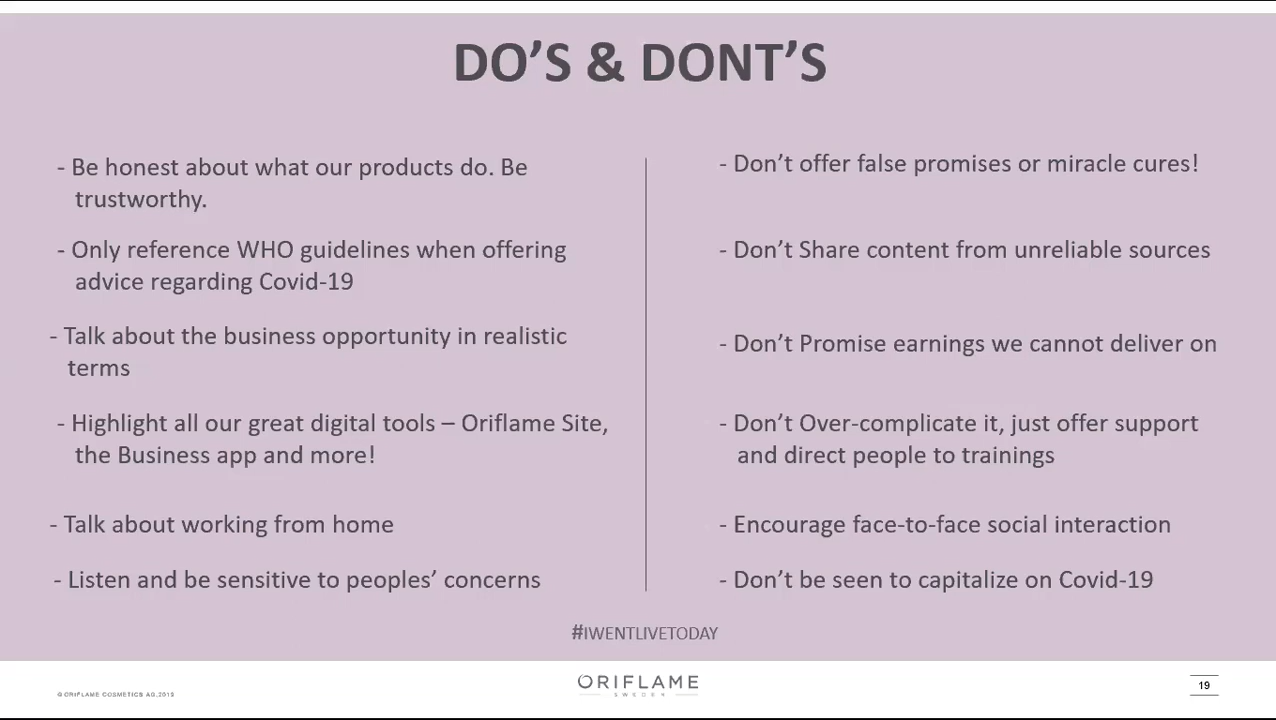 DO’S & DONT’S
- Be honest about what our products do. Be
trustworthy.
- Only reference WHO guidelines when offering
advice regarding Covid-19
- Talk about the business opportunity in realistic
terms
- Highlight all our great digital tools – Oriflame Site,
the Business app and more!
- Talk about working from home
- Listen and be sensitive to peoples’ concerns
- Don’t offer false promises or miracle cures!
- Don’t Share content from unreliable sources
- Don’t Promise earnings we cannot deliver on
- Don’t Over-complicate it, just offer support
and direct people to trainings
- Encourage face-to-face social interaction
- Don’t be seen to capitalize on Covid-19
#IWENTLIVETODAY
© ORIFLAME COSMETICS AG, 2013
ORIFLAME
SWEDEN
19